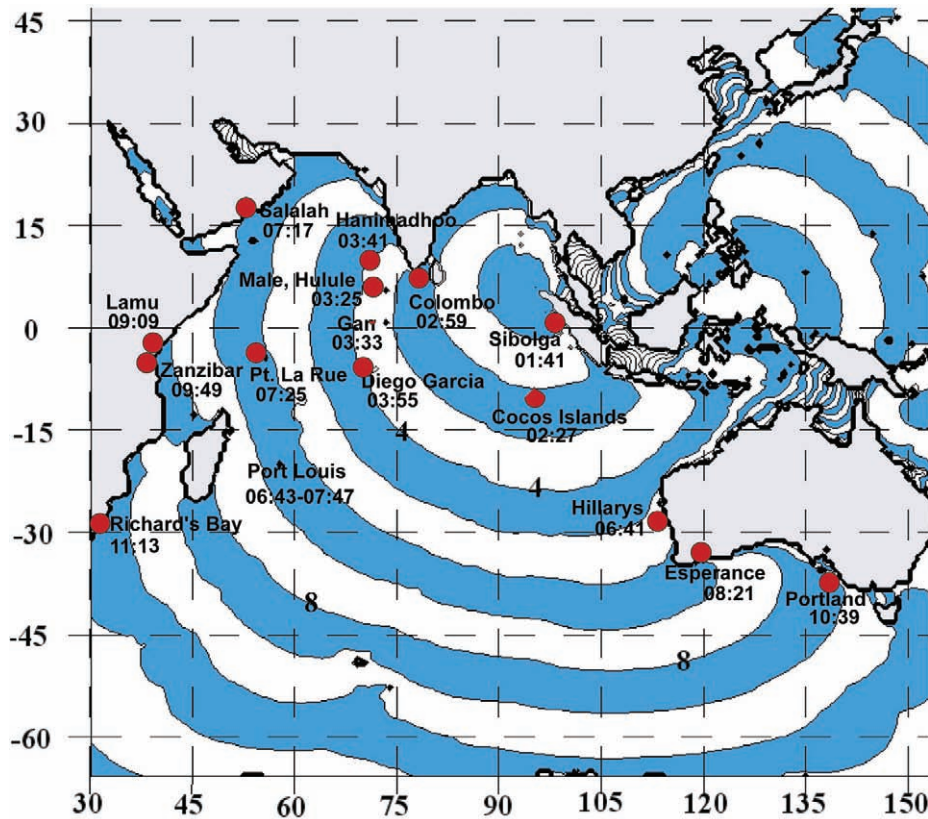 45
30
15
0
-15
-30
-45
-60
30
45
60
75
90
105
120
135
150
Salalah
07:17
Hanimadhoo
03:41
Male, Hulule
03:25
Gan
03:33
Colombo
02:59
Sibolga
01:41
Lamu
09:09
Zanzibar
09:49
Pt. La Rue
07:25
Diego Garcia
03:55
Cocos Islands
02:27
4
4
Port Louis
06:43-07:47
Hillarys
06:41
Richard's Bay
11:13
Esperance
08:21
8
8
Portland
10:39